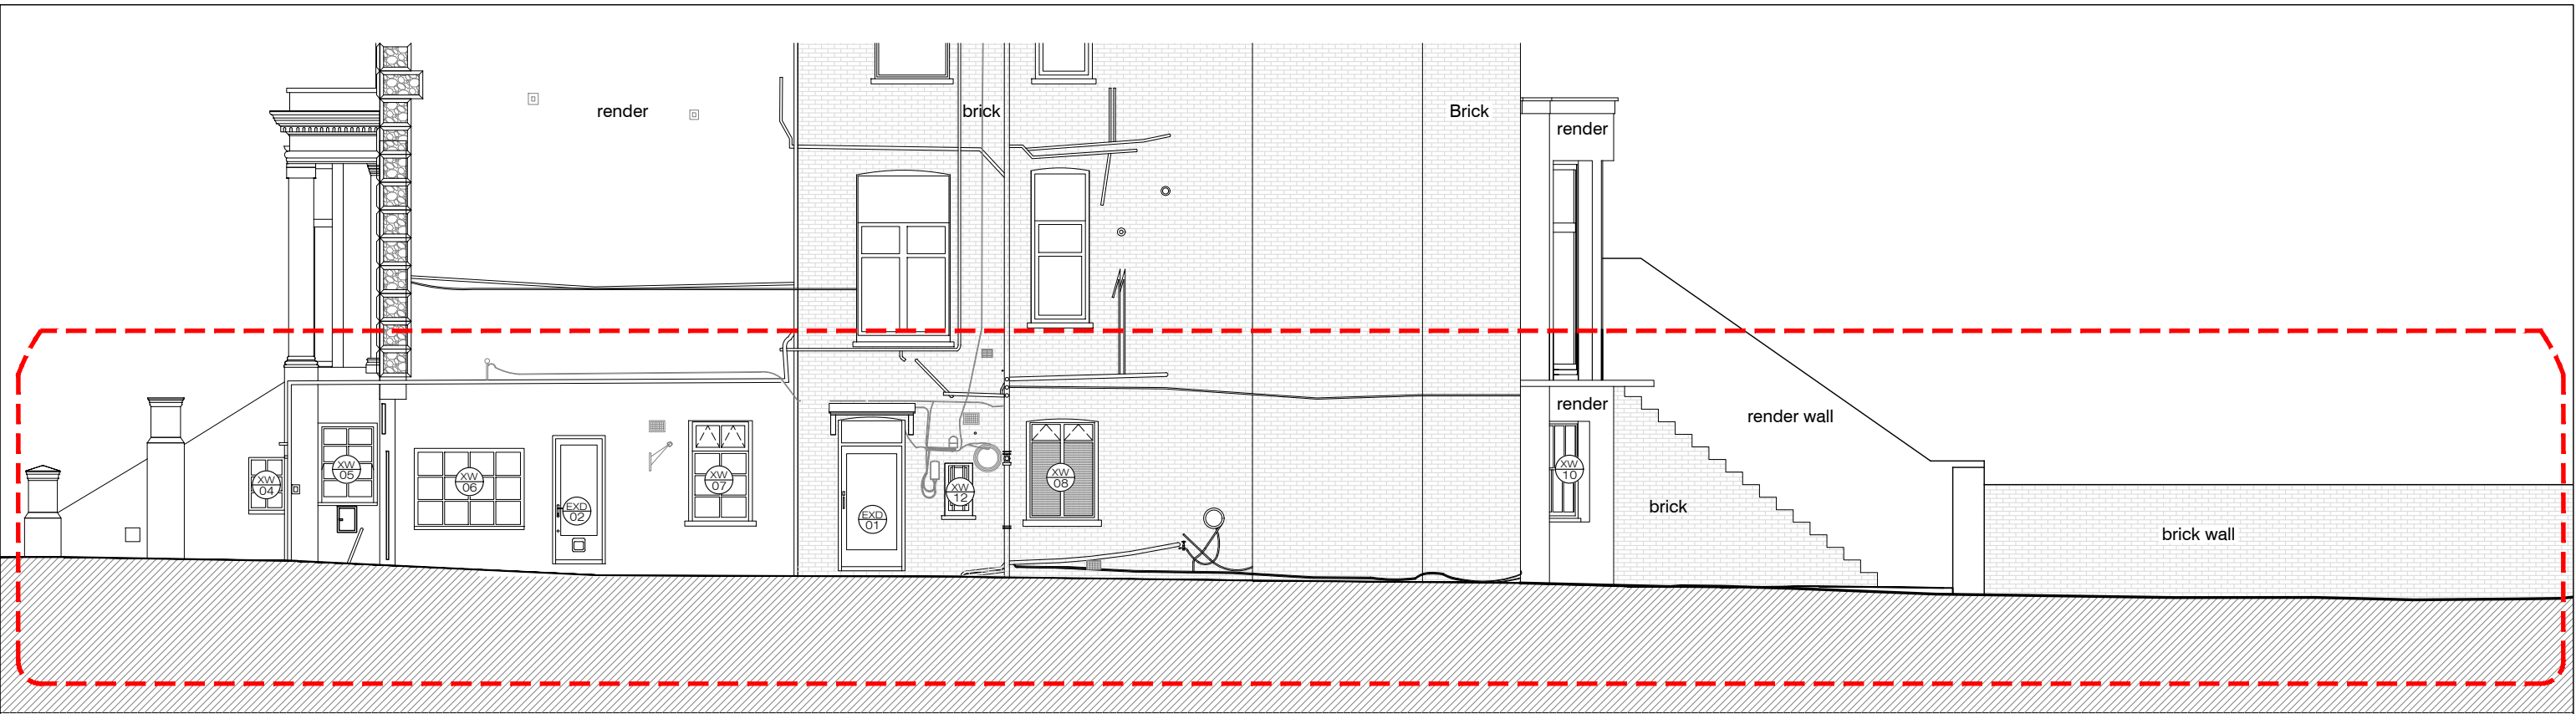 render
brick
Brick
render
render
render wall
XW
04
XW
05
XW
06
EXD
02
XW
07
EXD
01
XW
12
XW
08
XW
10
brick
brick wall